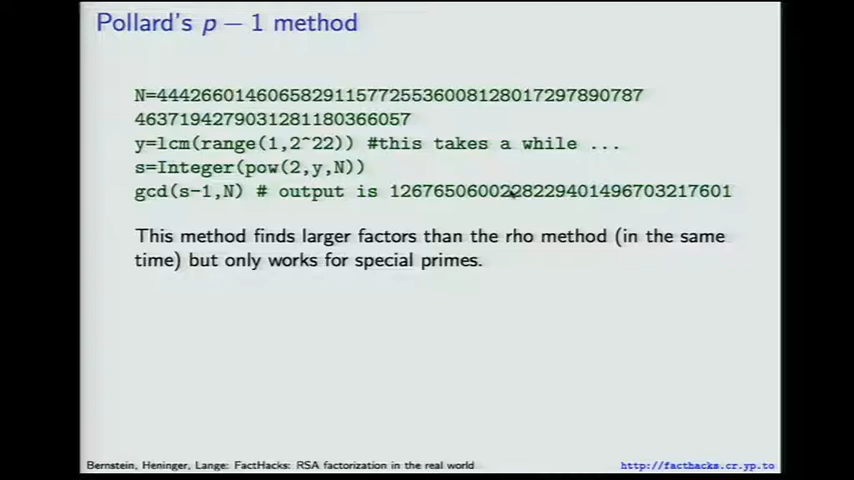 Pollard's p − 1 method
N=44426601460658291157725536008128017297890787
4637194279031281180366057
y=lcm(range(1,2^22)) #this takes a while ...
s=Integer(pow(2,y,N))
gcd(s-1,N) # output is 1267650600228229401496703217601
This method finds larger factors than the rho method (in the same
time) but only works for special primes.
Bernstein, Heninger, Lange: FactHacks: RSA factorization in the real world
http://facthacks.cr.yp.to